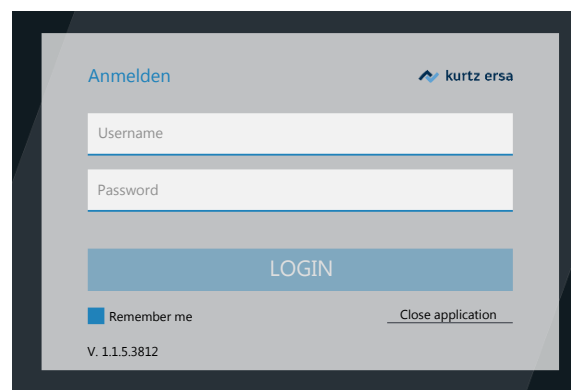 Anmelden
kurtz ersa
Username
Password
LOGIN
Remember me
Close application
V. 1.1.5.3812